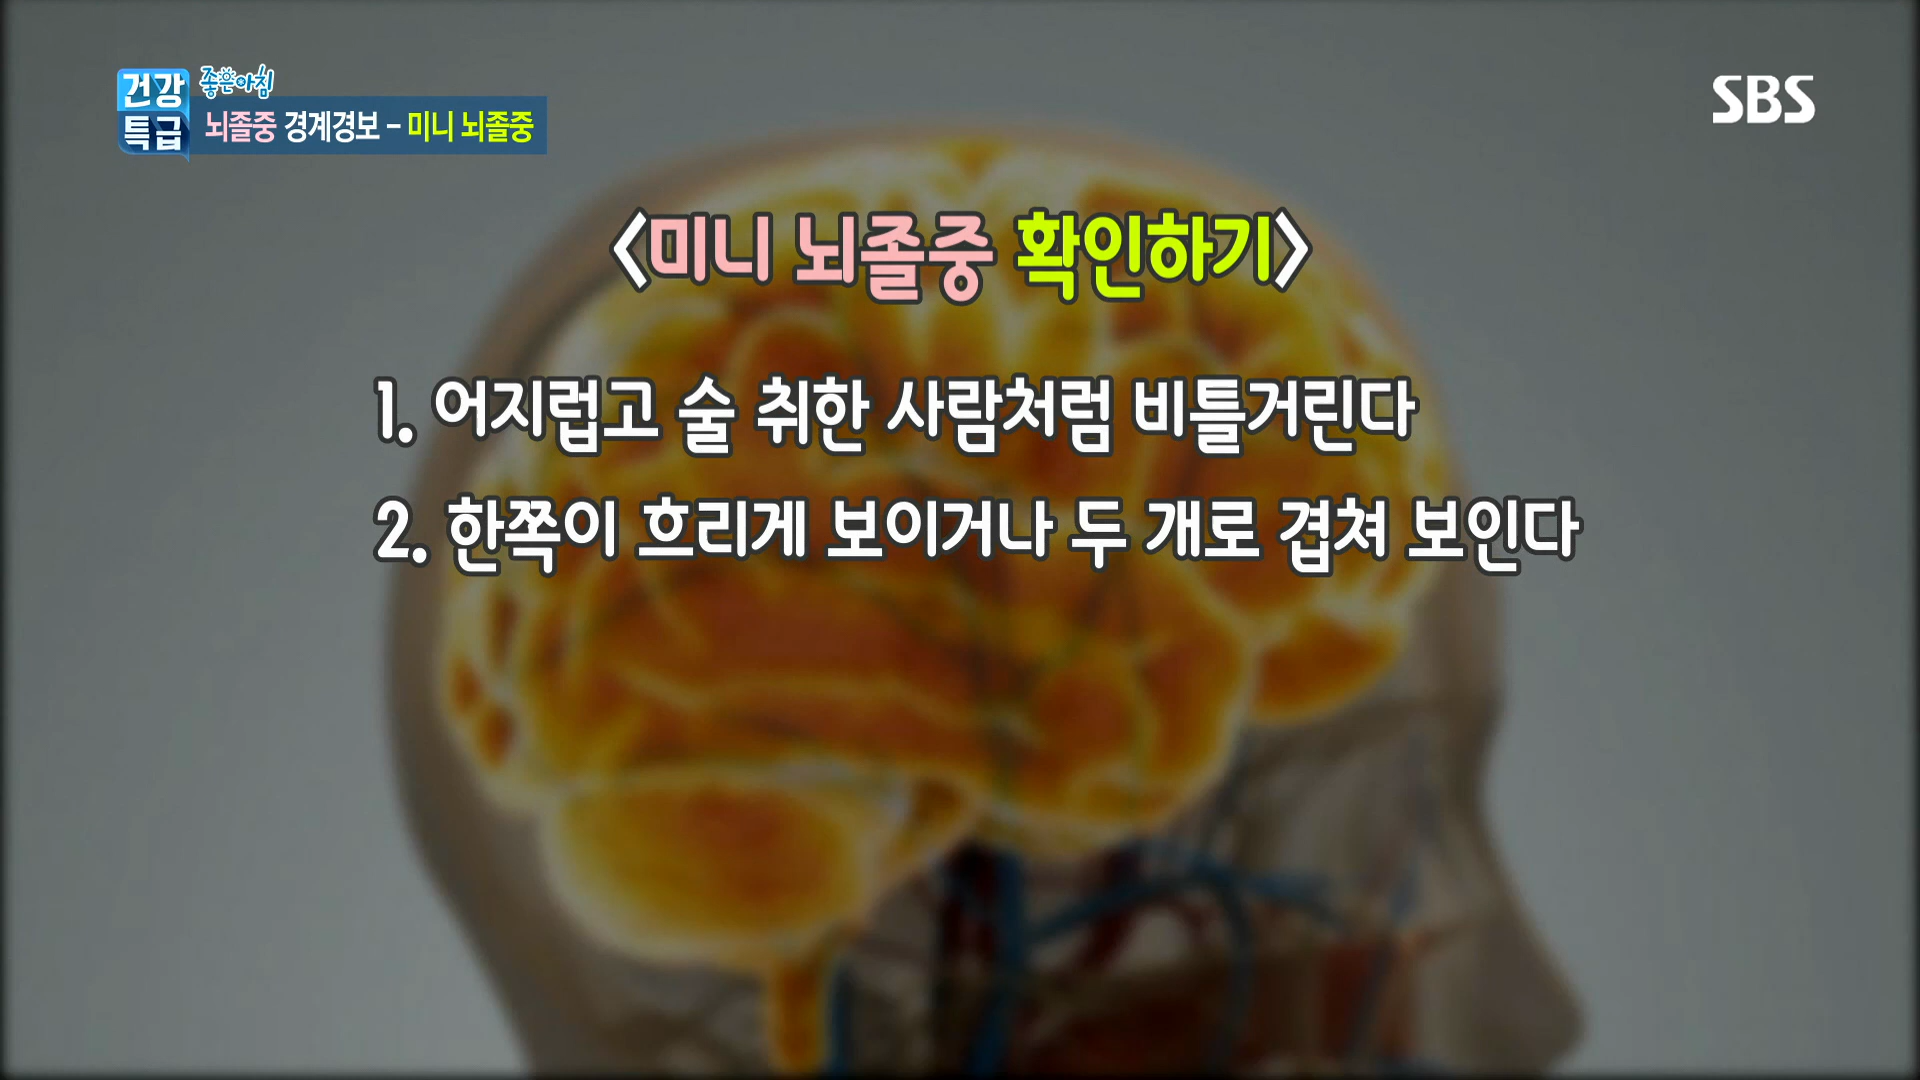 건강특급
좋은아침
뇌졸중 경계경보 - 미니 뇌졸중
SBS
<미니 뇌졸중 확인하기>
1. 어지럽고 술 취한 사람처럼 비틀거린다
2. 한쪽이 흐리게 보이거나 두 개로 겹쳐 보인다